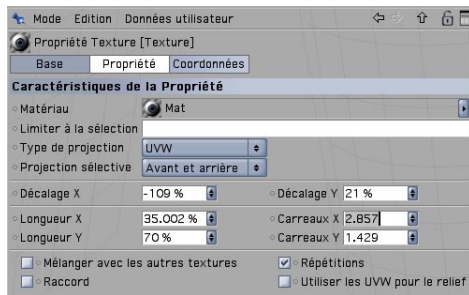 Mode Edition Données utilisateur
Propriété Texture [Texture]
Base Propriété Coordonnées
Caractéristiques de la Propriété
Matériau Mat
Limiter à la sélection
Type de projection UVW
Projection sélective Avant et arrière
Décalage X -109 % Décalage Y 21 %
Longueur X 35.002 % Carreaux X 2.857
Longueur Y 70 % Carreaux Y 1.429
Mélanger avec les autres textures Répétitions
Raccord Utiliser les UVW pour le relief